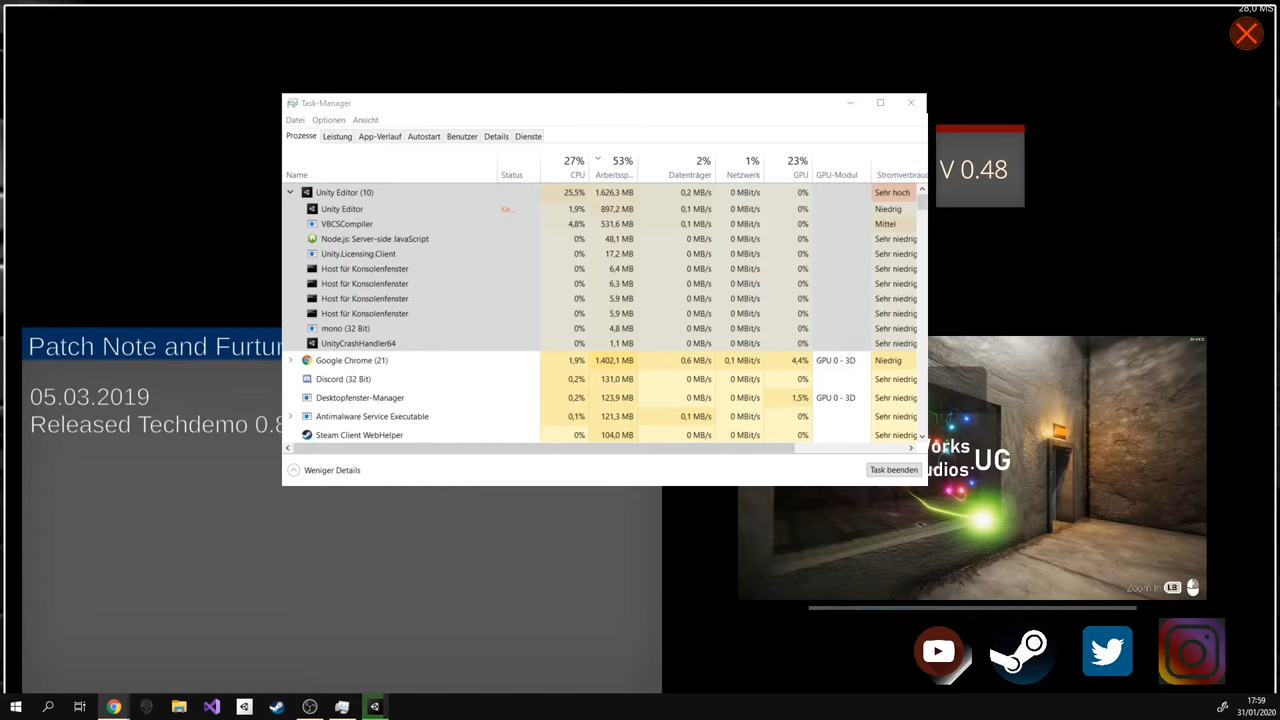 28,0 MS
Task-Manager
Datei Optionen Ansicht
Prozesse Leistung App-Verlauf Autostart Benutzer Details Dienste
27% 53% 2% 1% 23%
Name Status CPU Arbeitssp... Datenträger Netzwerk GPU GPU-Modul Stromverbrauc
Unity Editor (10) 25,5% 1.626,3 MB 0,2 MB/s 0 MBit/s 0% Sehr hoch
Unity Editor Ke... 1,9% 897,2 MB 0,1 MB/s 0 MBit/s 0% Niedrig
VBCSCompiler 4,8% 531,6 MB 0,1 MB/s 0 MBit/s 0% Mittel
Node.js: Server-side JavaScript 0% 48,1 MB 0 MB/s 0 MBit/s 0% Sehr niedrig
Unity.Licensing.Client 0% 17,2 MB 0 MB/s 0 MBit/s 0% Sehr niedrig
Host für Konsolenfenster 0% 6,4 MB 0 MB/s 0 MBit/s 0% Sehr niedrig
Host für Konsolenfenster 0% 6,3 MB 0 MB/s 0 MBit/s 0% Sehr niedrig
Host für Konsolenfenster 0% 5,9 MB 0 MB/s 0 MBit/s 0% Sehr niedrig
Host für Konsolenfenster 0% 5,9 MB 0 MB/s 0 MBit/s 0% Sehr niedrig
mono (32 Bit) 0% 4,8 MB 0 MB/s 0 MBit/s 0% Sehr niedrig
UnityCrashHandler64 0% 1,1 MB 0 MB/s 0 MBit/s 0% Sehr niedrig
Google Chrome (21) 1,9% 1.402,1 MB 0,6 MB/s 0,1 MBit/s 4,4% GPU 0 - 3D Niedrig
Discord (32 Bit) 0,2% 131,0 MB 0 MB/s 0 MBit/s 0% Sehr niedrig
Desktopfenster-Manager 0,2% 123,9 MB 0 MB/s 0 MBit/s 1,5% GPU 0 - 3D Sehr niedrig
Antimalware Service Executable 0,1% 121,3 MB 0,1 MB/s 0 MBit/s 0% Sehr niedrig
Steam Client WebHelper 0% 104,0 MB 0 MB/s 0 MBit/s 0% Sehr niedrig
Weniger Details Task beenden
V 0.48
Patch Note and Furtur
05.03.2019
Released Techdemo 0.8
Works
udios·UG
Zoom In LB
17:59
31/01/2020